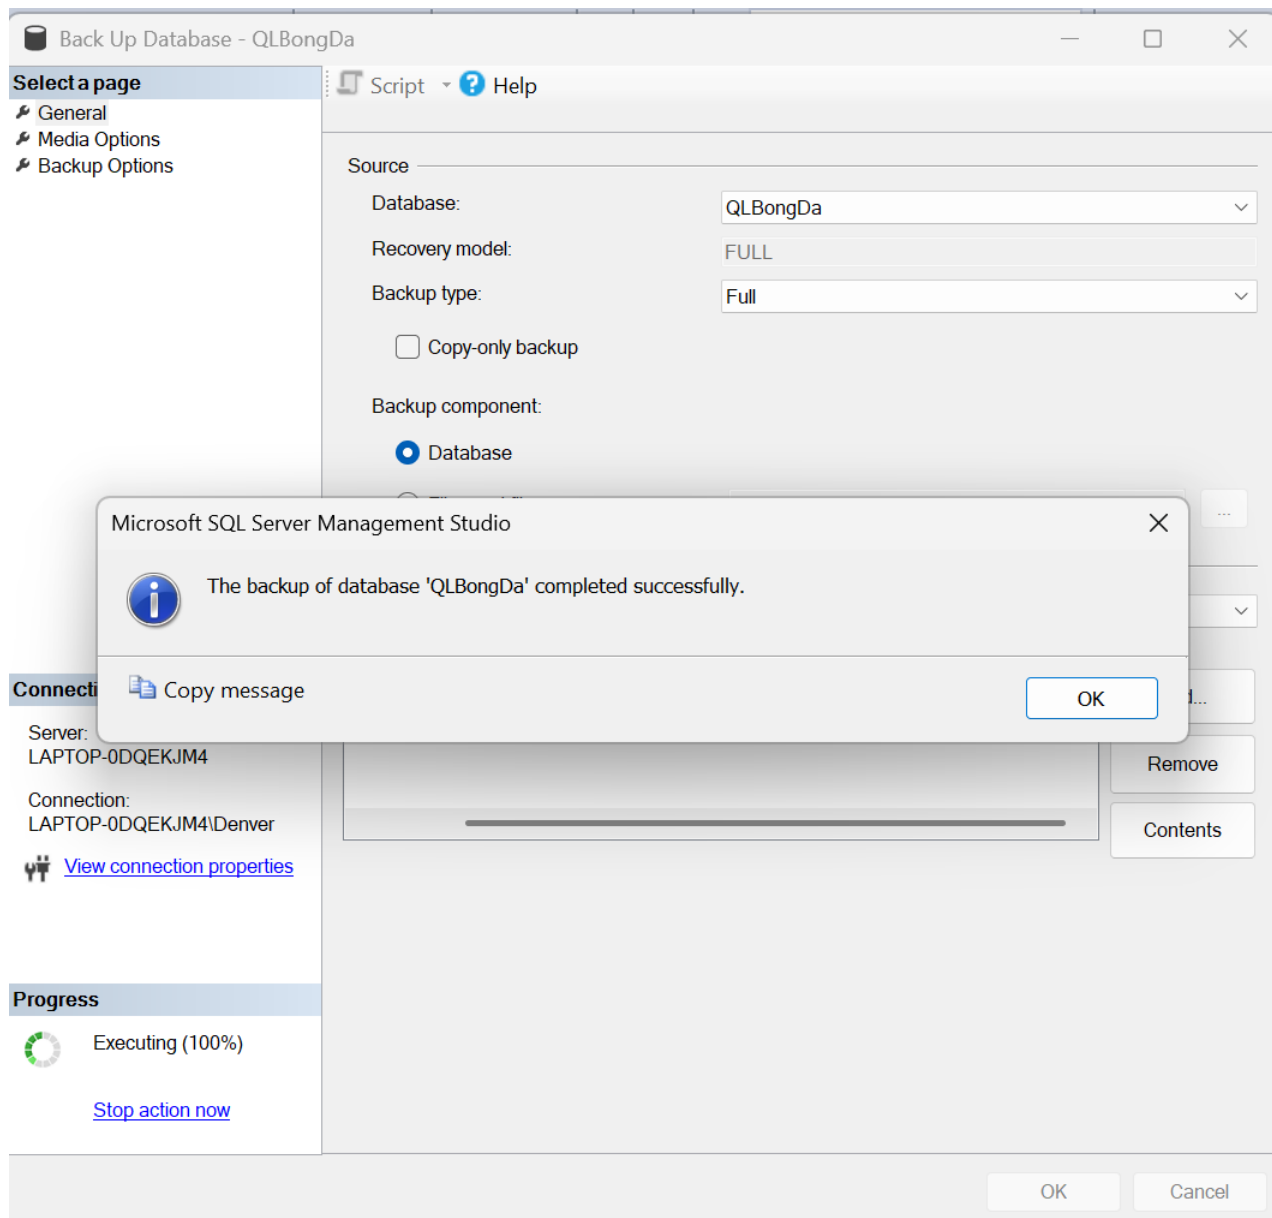 Back Up Database - QLBongDa
Select a page
General
Media Options
Backup Options
Script
Help
Source
Database:
QLBongDa
Recovery model:
FULL
Backup type:
Full
Copy-only backup
Backup component:
Database
...
Microsoft SQL Server Management Studio
The backup of database 'QLBongDa' completed successfully.
Copy message
OK
Connecti
Server:
LAPTOP-0DQEKJM4
Connection:
LAPTOP-0DQEKJM4\Denver
View connection properties
Remove
Contents
Progress
Executing (100%)
Stop action now
OK
Cancel